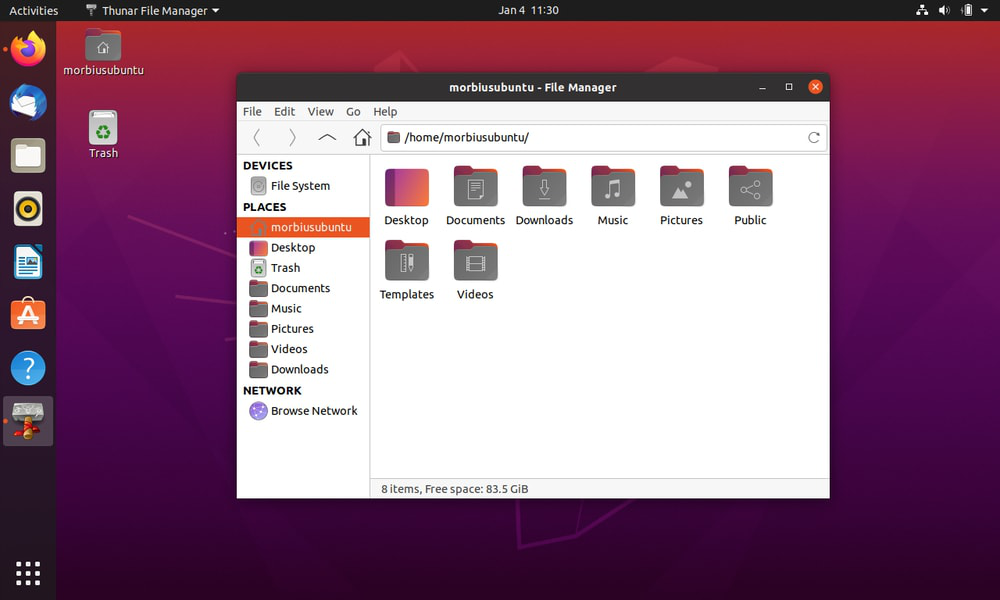 Activities Thunar File Manager Jan 4 11:30
morbiusubuntu
Trash
morbiusubuntu - File Manager
File Edit View Go Help
/home/morbiusubuntu/
DEVICES
File System
PLACES
morbiusubuntu
Desktop
Trash
Documents
Music
Pictures
Videos
Downloads
NETWORK
Browse Network
Desktop Documents Downloads Music Pictures Public
Templates Videos
8 items, Free space: 83.5 GiB